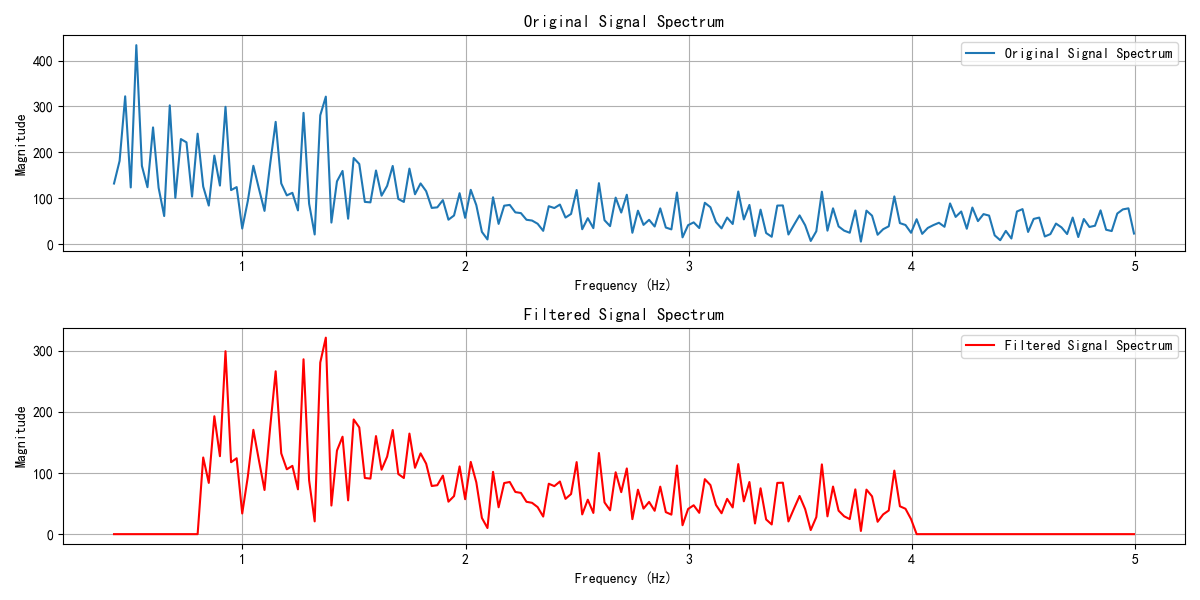 Original Signal Spectrum
Original Signal Spectrum
Magnitude
400
300
200
100
0
1 2 3 4 5
Frequency (Hz)
Filtered Signal Spectrum
Filtered Signal Spectrum
Magnitude
300
200
100
0
1 2 3 4 5
Frequency (Hz)